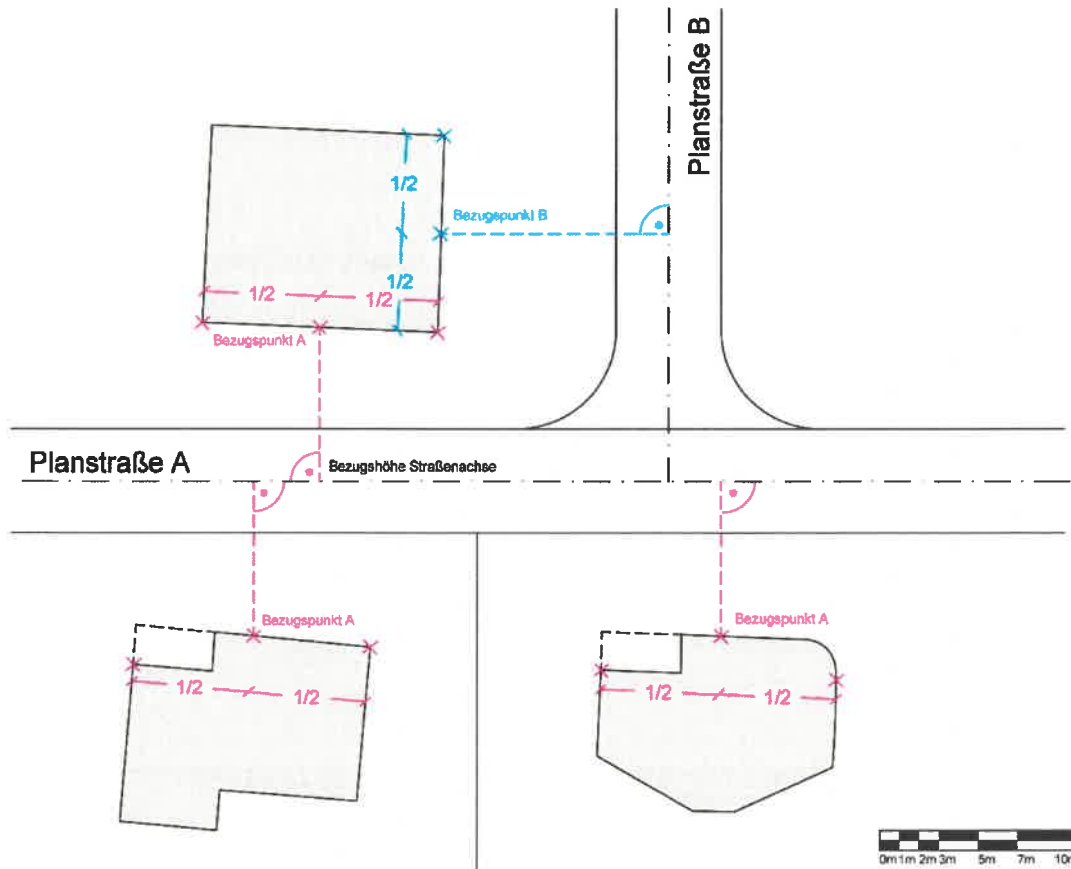 Planstraße B
1/2
Bezugspunkt B
1/2
1/2
1/2
Bezugspunkt A
Planstraße A
Bezugshöhe Straßenachse
Bezugspunkt A
Bezugspunkt A
1/2
1/2
1/2
1/2
0m 1m 2m 3m 5m 7m 10m